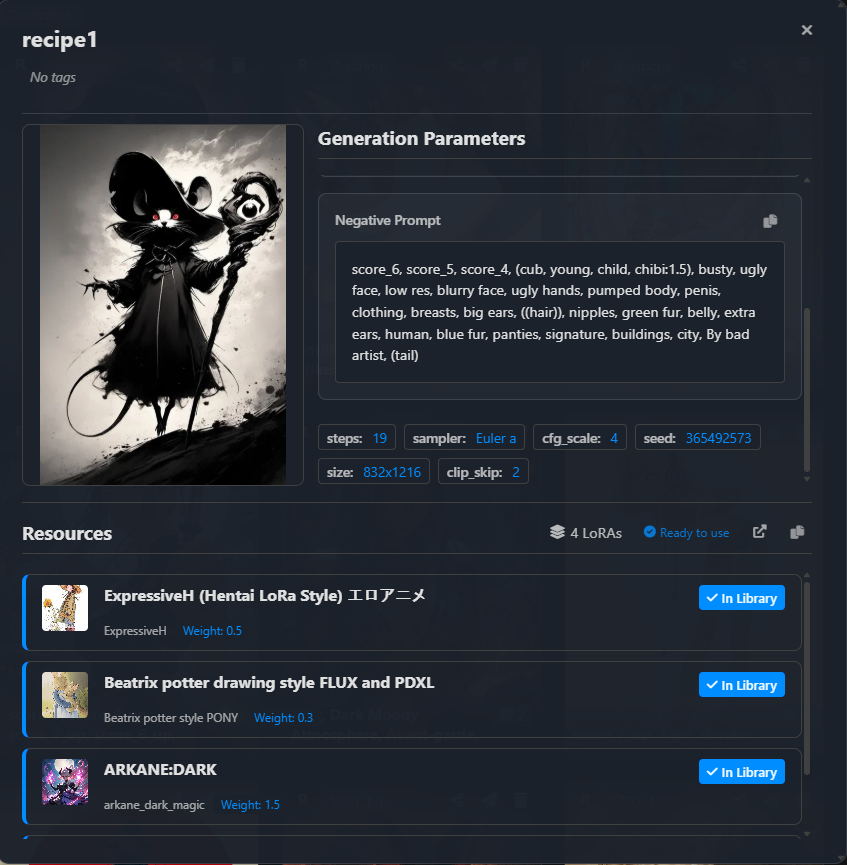 recipe1
No tags
Generation Parameters
Negative Prompt
score_6, score_5, score_4, (cub, young, child, chibi:1.5), busty, ugly
face, low res, blurry face, ugly hands, pumped body, penis,
clothing, breasts, big ears, ((hair)), nipples, green fur, belly, extra
ears, human, blue fur, panties, signature, buildings, city, By bad
artist, (tail)
steps: 19 sampler: Euler a cfg_scale: 4 seed: 365492573
size: 832x1216 clip_skip: 2
Resources 4 LoRAs Ready to use
ExpressiveH (Hentai LoRa Style) エロアニメ In Library
ExpressiveH Weight: 0.5
Beatrix potter drawing style FLUX and PDXL In Library
Beatrix potter style PONY Weight: 0.3
ARKANE:DARK In Library
arkane_dark_magic Weight: 1.5